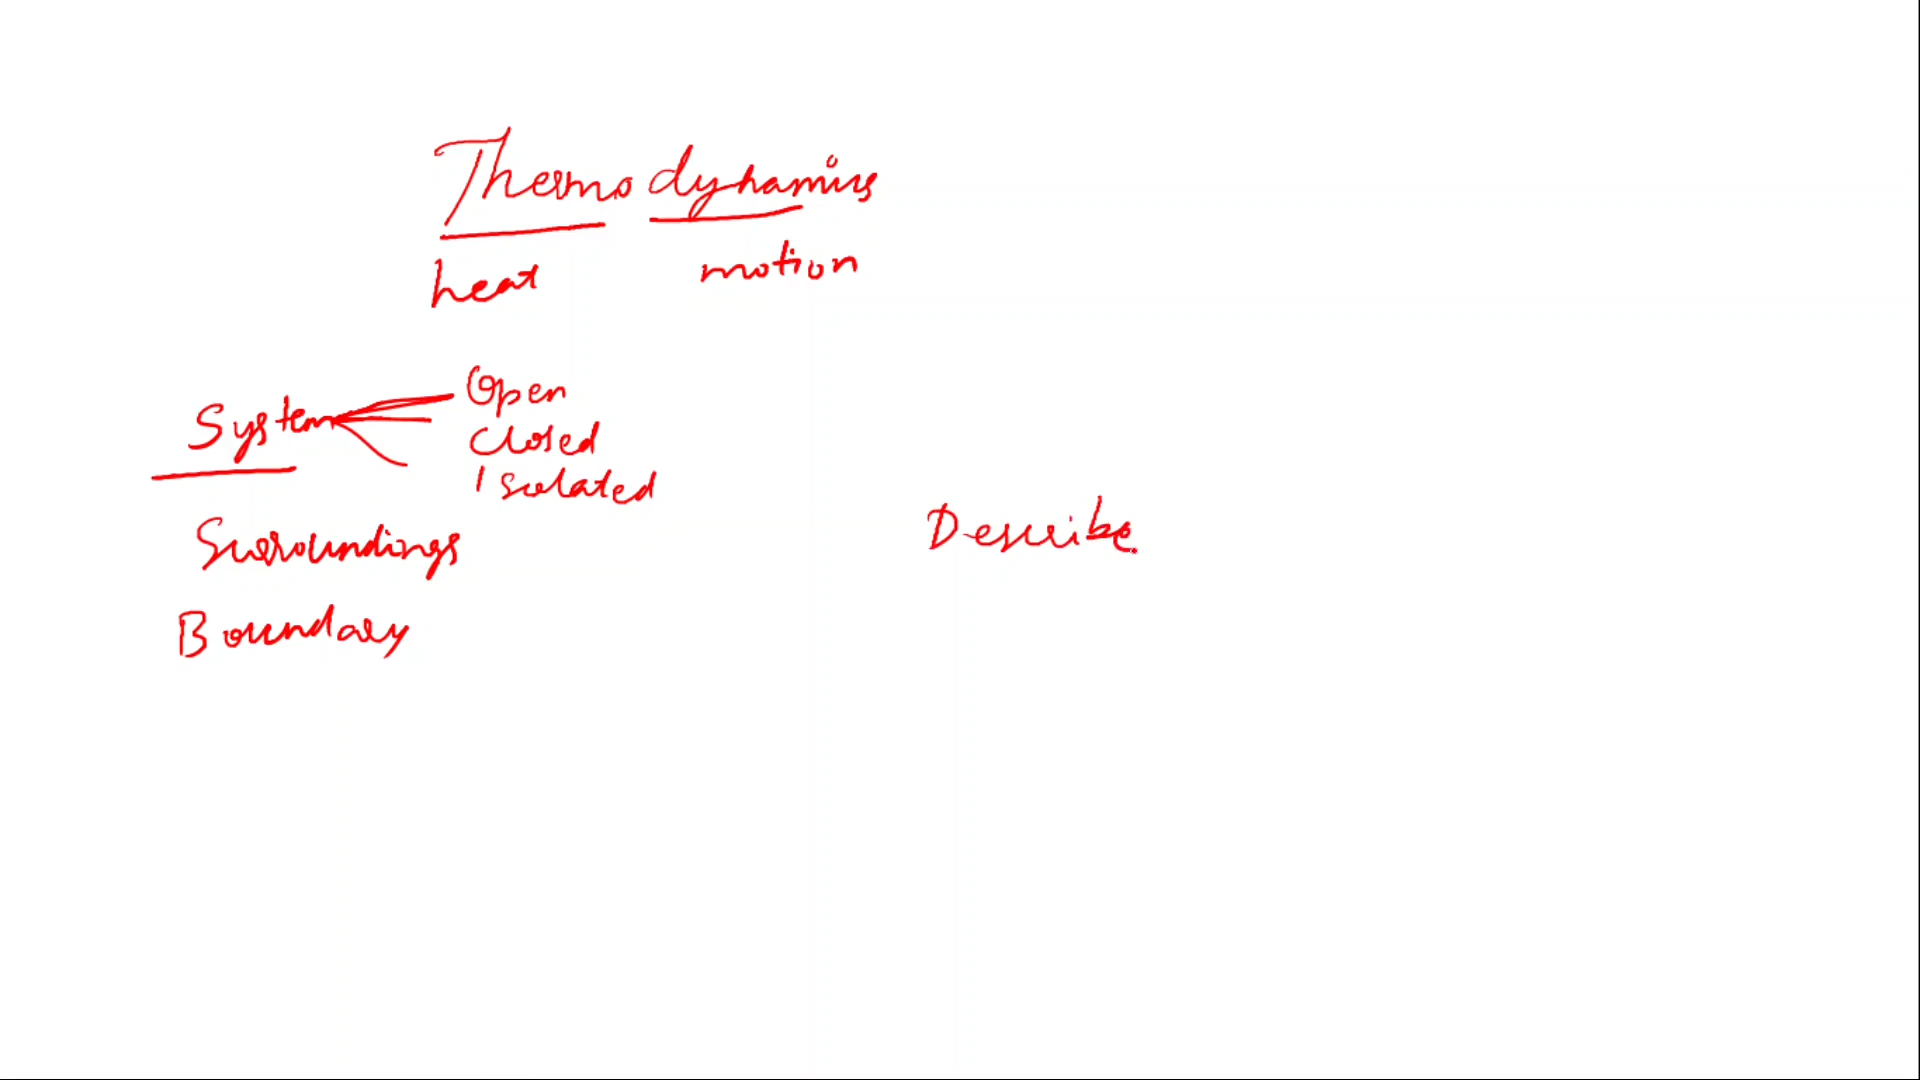 Thermodynamics
heat motion
System Open
Closed
Isolated
Surroundings
Boundary
Describe